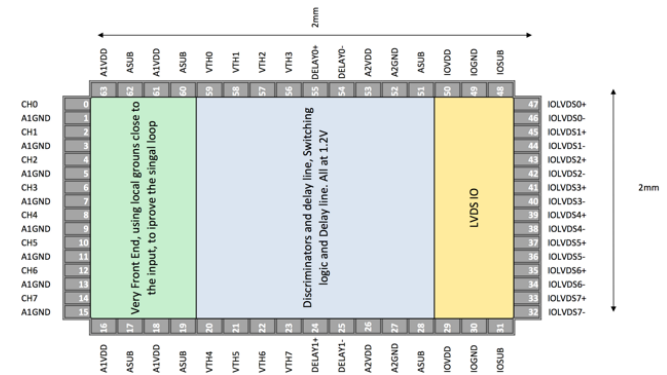 2mm
A1VDD ASUB A1VDD ASUB VTH0 VTH1 VTH2 VTH3 DELAY0+ DELAY0- A2VDD A2GND ASUB IOVDD IOGND IOSUB
63 62 61 60 59 58 57 56 55 54 53 52 51 50 49 48
CH0 0 47 IOLVDS0+
A1GND 1 46 IOLVDS0-
CH1 2 45 IOLVDS1+
A1GND 3 44 IOLVDS1-
CH2 4 43 IOLVDS2+
A1GND 5 42 IOLVDS2-
CH3 6 41 IOLVDS3+
A1GND 7 40 IOLVDS3-
CH4 8 39 IOLVDS4+
A1GND 9 38 IOLVDS4-
CH5 10 37 IOLVDS5+
A1GND 11 36 IOLVDS5-
CH6 12 35 IOLVDS6+
A1GND 13 34 IOLVDS6-
CH7 14 33 IOLVDS7+
A1GND 15 32 IOLVDS7-
Very Front End, using local grouns close to
the input, to iprove the singal loop
Discriminators and delay line, Switching
logic and Delay line. All at 1.2V
LVDS IO
2mm
16 17 18 19 20 21 22 23 24 25 26 27 28 29 30 31
A1VDD ASUB A1VDD ASUB VTH4 VTH5 VTH6 VTH7 DELAY1+ DELAY1- A2VDD A2GND ASUB IOVDD IOGND IOSUB